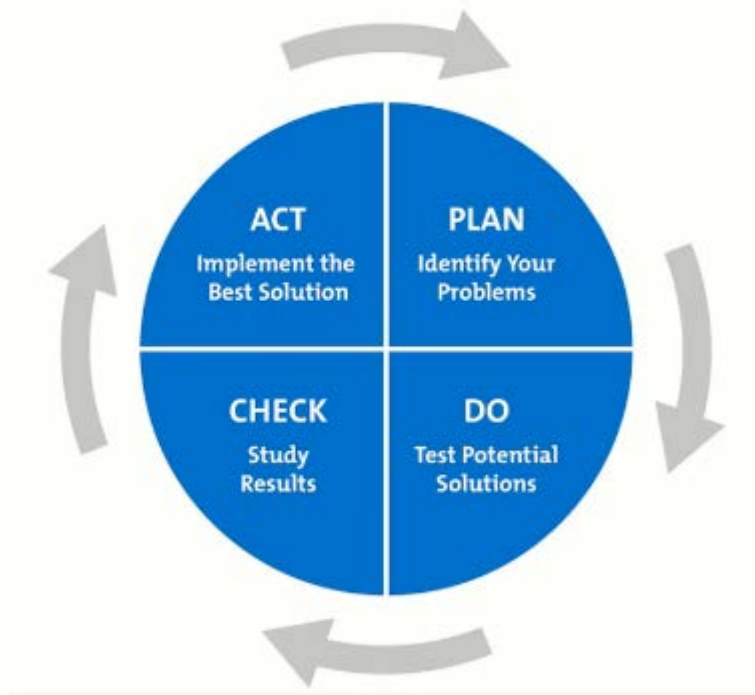 ACT
Implement the
Best Solution
PLAN
Identify Your
Problems
CHECK
Study
Results
DO
Test Potential
Solutions